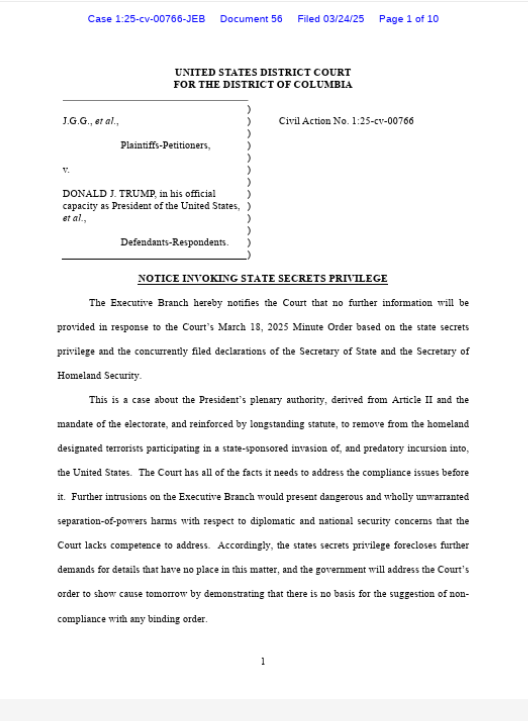 Case 1:25-cv-00766-JEB Document 56 Filed 03/24/25 Page 1 of 10
UNITED STATES DISTRICT COURT
FOR THE DISTRICT OF COLUMBIA
J.G.G., et al.,
Plaintiffs-Petitioners,
v.
DONALD J. TRUMP, in his official
capacity as President of the United States,
et al.,
Defendants-Respondents.
)
)
)
)
)
)
)
)
)
)
)
)
)
Civil Action No. 1:25-cv-00766
NOTICE INVOKING STATE SECRETS PRIVILEGE
The Executive Branch hereby notifies the Court that no further information will be
provided in response to the Court's March 18, 2025 Minute Order based on the state secrets
privilege and the concurrently filed declarations of the Secretary of State and the Secretary of
Homeland Security.
This is a case about the President's plenary authority, derived from Article II and the
mandate of the electorate, and reinforced by longstanding statute, to remove from the homeland
designated terrorists participating in a state-sponsored invasion of, and predatory incursion into,
the United States. The Court has all of the facts it needs to address the compliance issues before
it. Further intrusions on the Executive Branch would present dangerous and wholly unwarranted
separation-of-powers harms with respect to diplomatic and national security concerns that the
Court lacks competence to address. Accordingly, the states secrets privilege forecloses further
demands for details that have no place in this matter, and the government will address the Court's
order to show cause tomorrow by demonstrating that there is no basis for the suggestion of non-
compliance with any binding order.
1